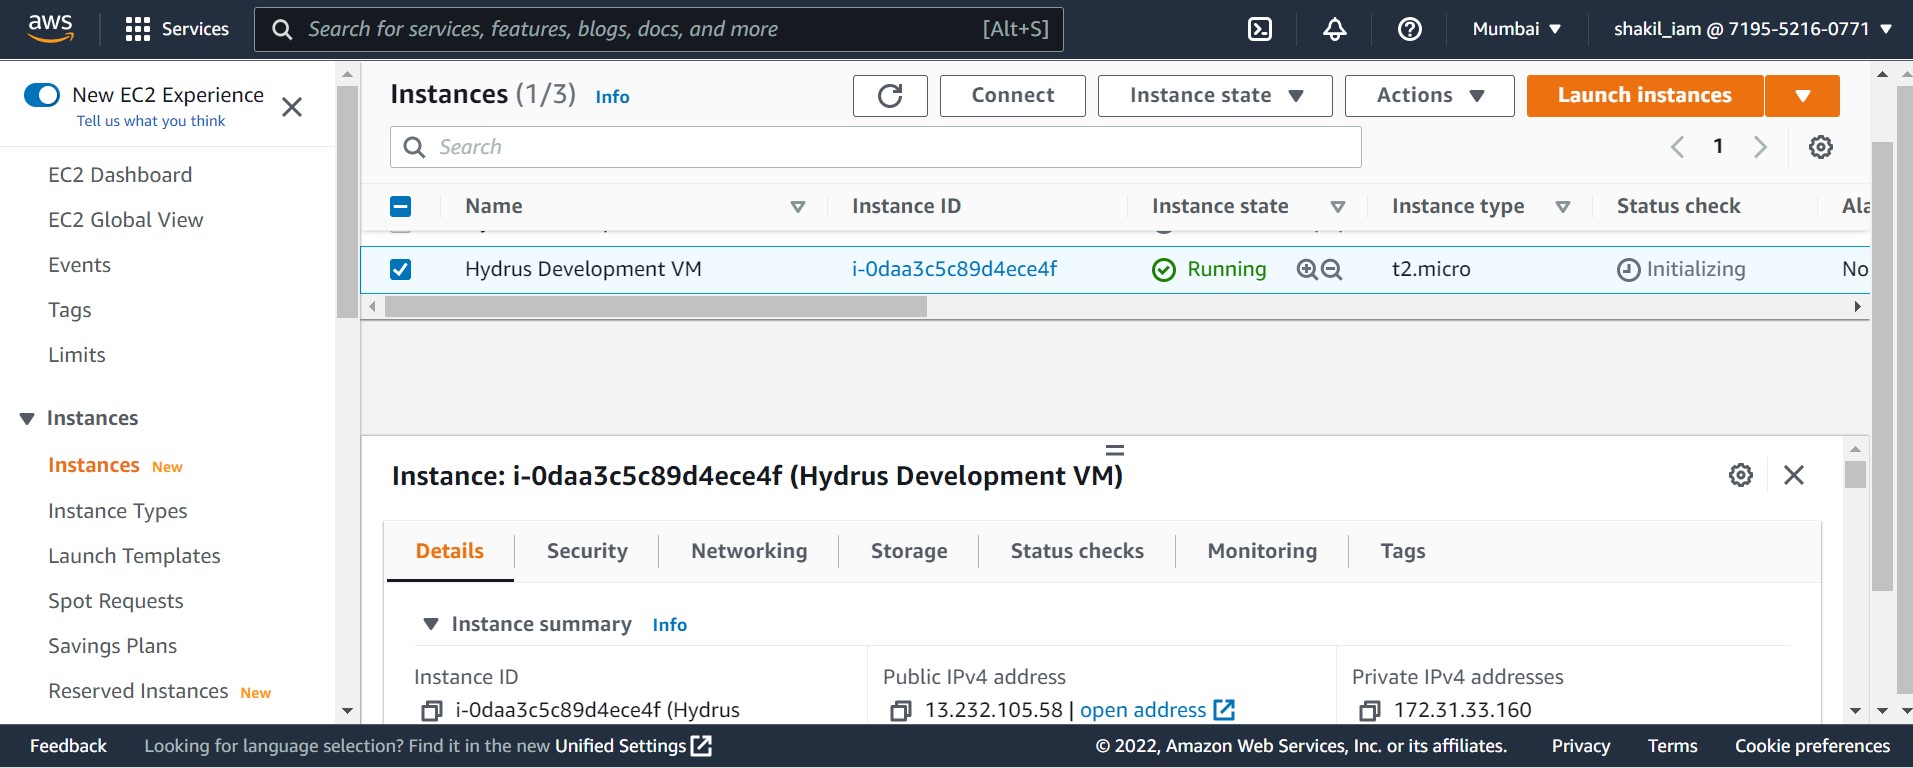 aws
Services
Search for services, features, blogs, docs, and more [Alt+S]
Mumbai ▼
shakil_iam @ 7195-5216-0771 ▼
New EC2 Experience
Tell us what you think
EC2 Dashboard
EC2 Global View
Events
Tags
Limits
Instances
Instances New
Instance Types
Launch Templates
Spot Requests
Savings Plans
Reserved Instances New
Instances (1/3) Info
Connect
Instance state ▼
Actions ▼
Launch instances
Search
1
Name Instance ID Instance state Instance type Status check Ala
Hydrus Development VM i-0daa3c5c89d4ece4f Running t2.micro Initializing No
Instance: i-0daa3c5c89d4ece4f (Hydrus Development VM)
Details Security Networking Storage Status checks Monitoring Tags
Instance summary Info
Instance ID Public IPv4 address Private IPv4 addresses
i-0daa3c5c89d4ece4f (Hydrus 13.232.105.58 | open address 172.31.33.160
Feedback Looking for language selection? Find it in the new Unified Settings © 2022, Amazon Web Services, Inc. or its affiliates. Privacy Terms Cookie preferences